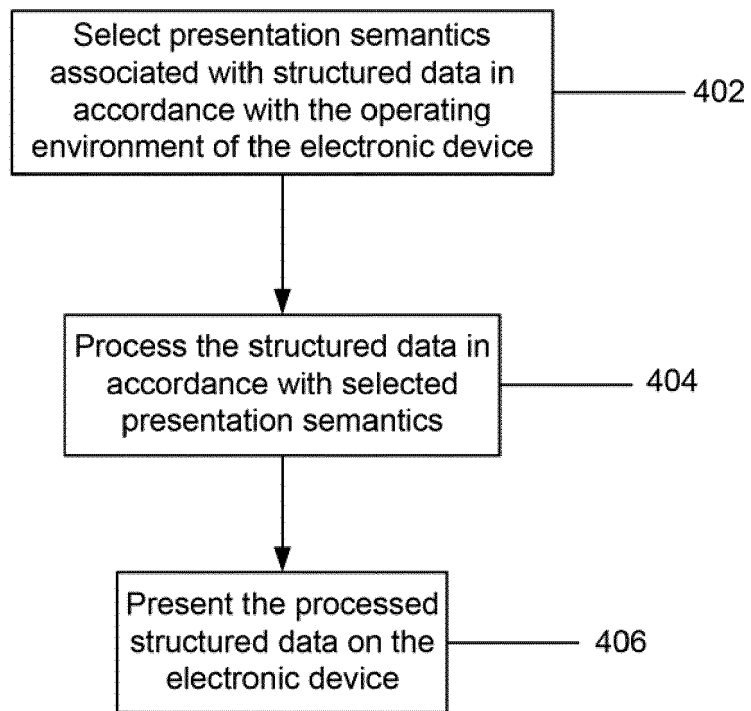 Select presentation semantics
associated with structured data in
accordance with the operating
environment of the electronic device
402
Process the structured data in
accordance with selected
presentation semantics
404
Present the processed
structured data on the
electronic device
406